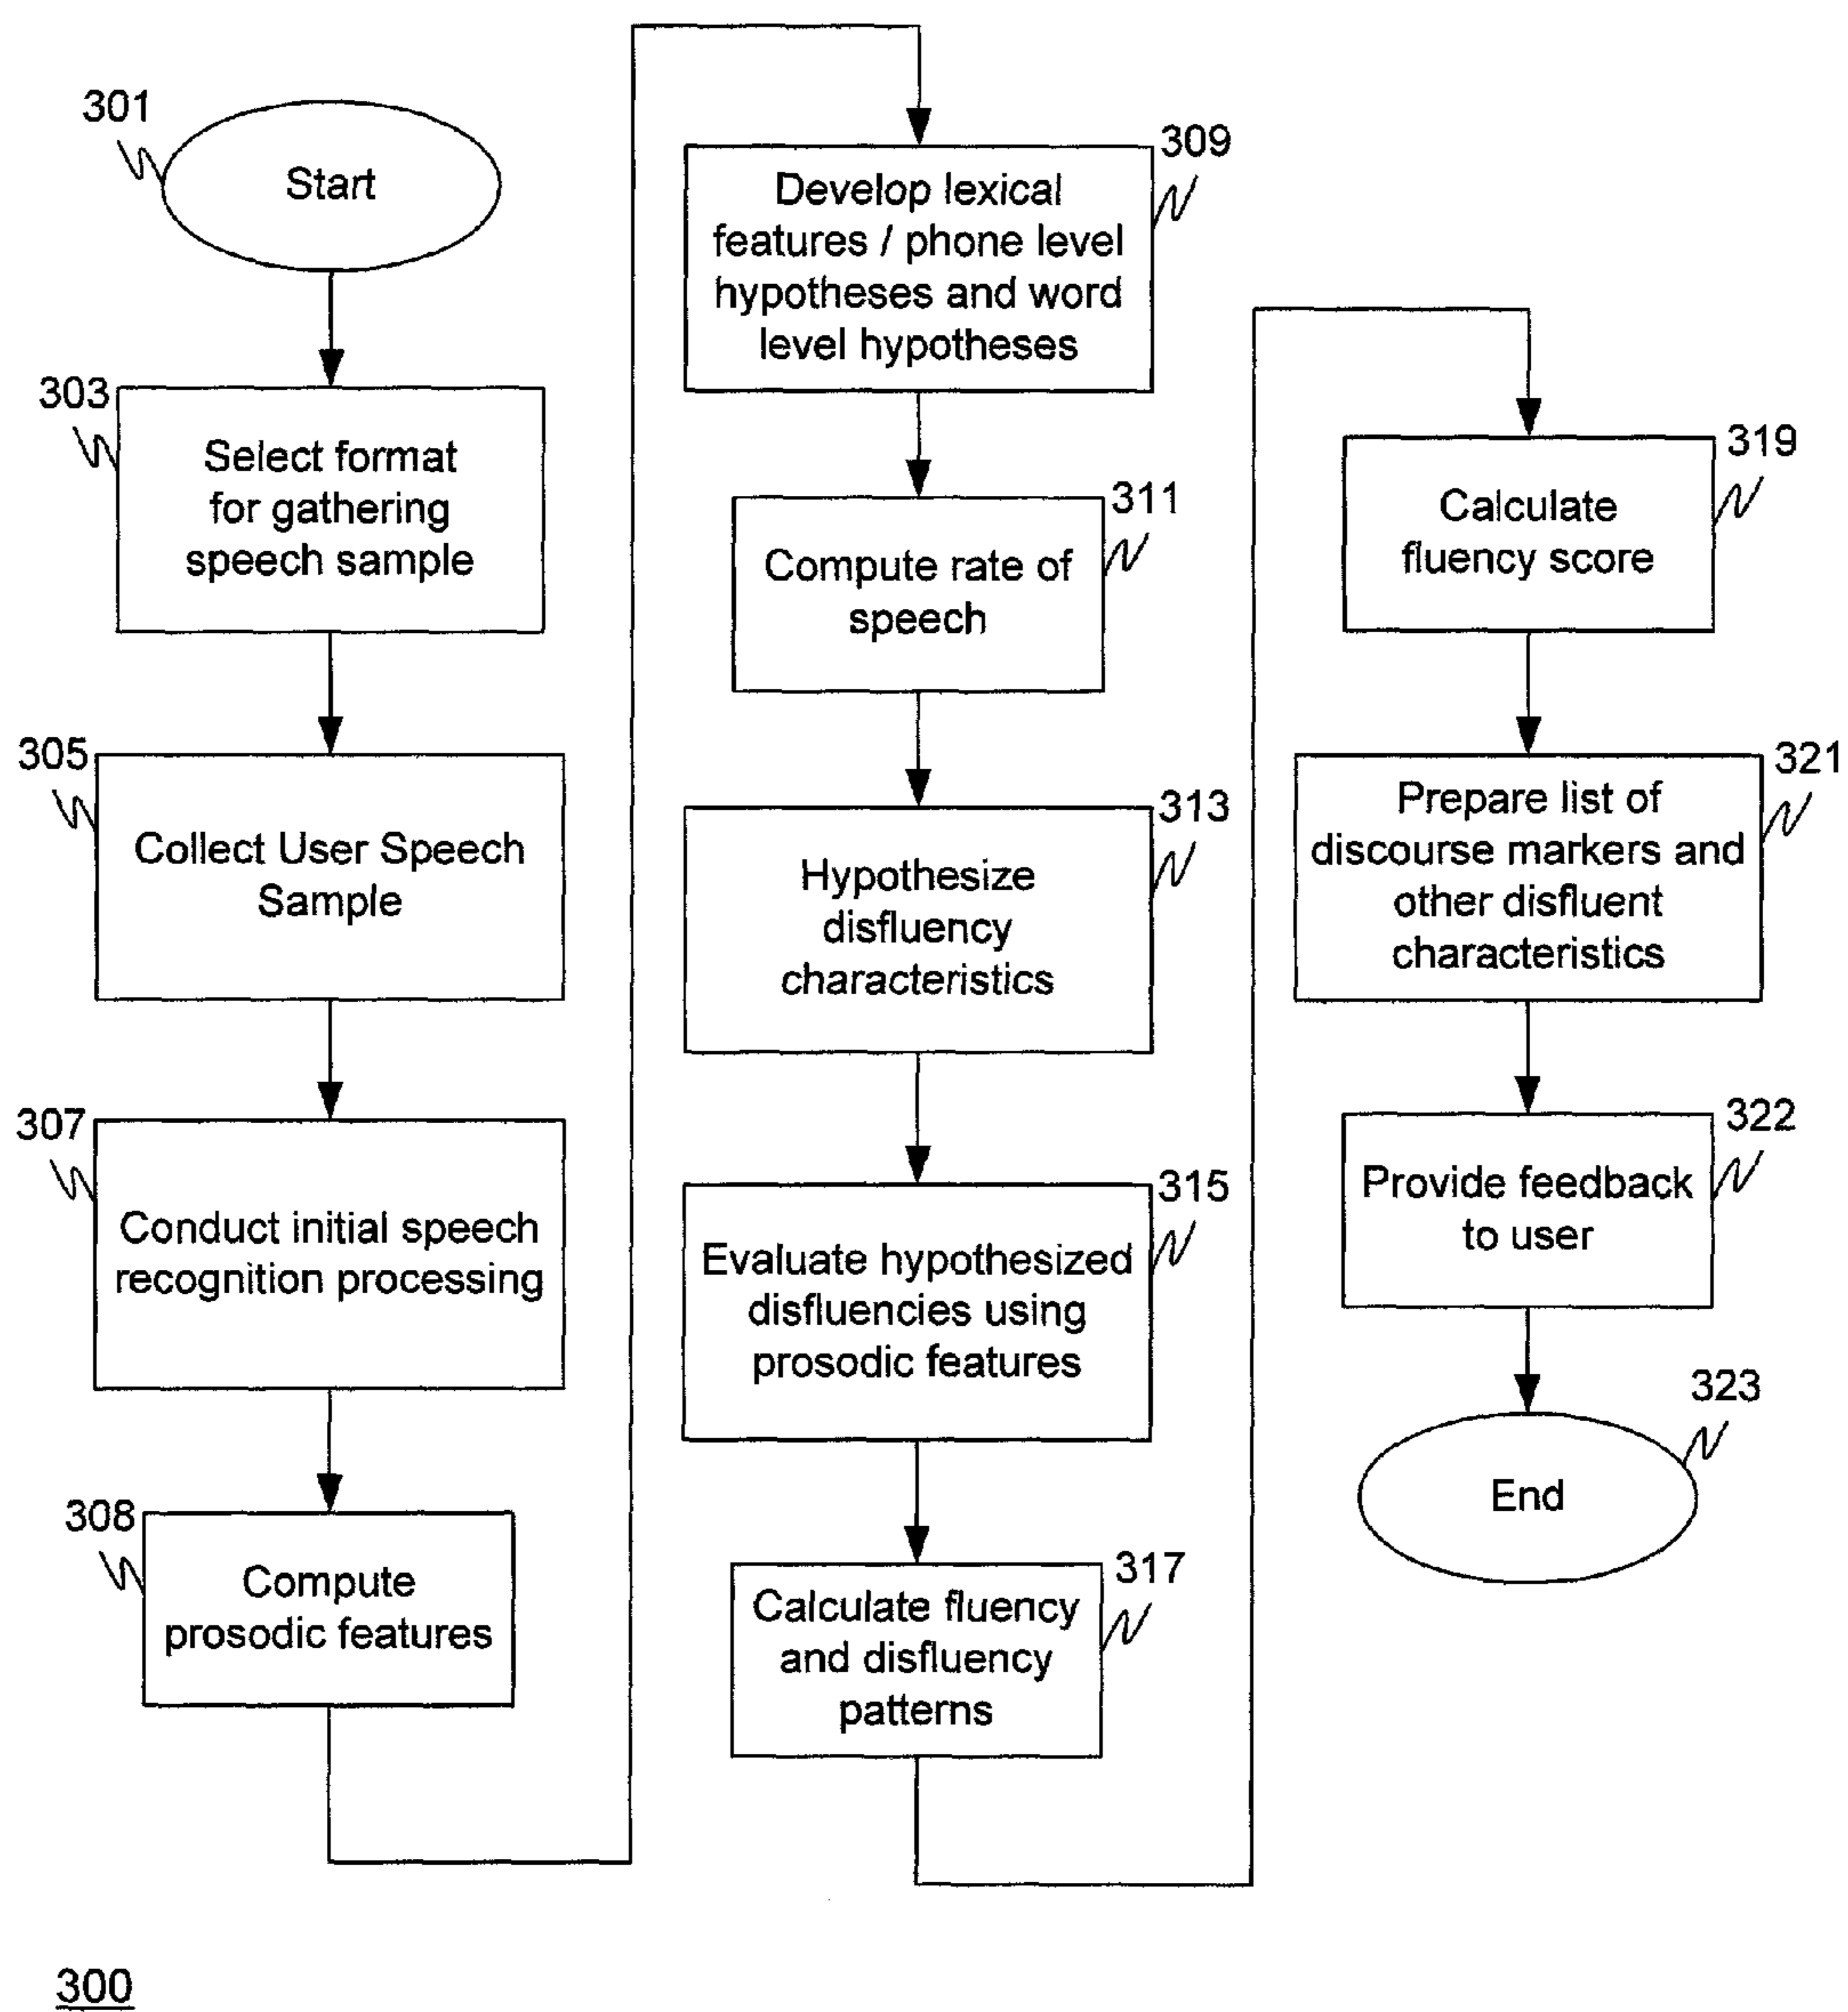 301
Start
303
Select format
for gathering
speech sample
305
Collect User Speech
Sample
307
Conduct initial speech
recognition processing
308
Compute
prosodic features
309
Develop lexical
features / phone level
hypotheses and word
level hypotheses
311
Compute rate of
speech
313
Hypothesize
disfluency
characteristics
315
Evaluate hypothesized
disfluencies using
prosodic features
317
Calculate fluency
and disfluency
patterns
319
Calculate
fluency score
321
Prepare list of
discourse markers and
other disfluent
characteristics
322
Provide feedback
to user
323
End
300